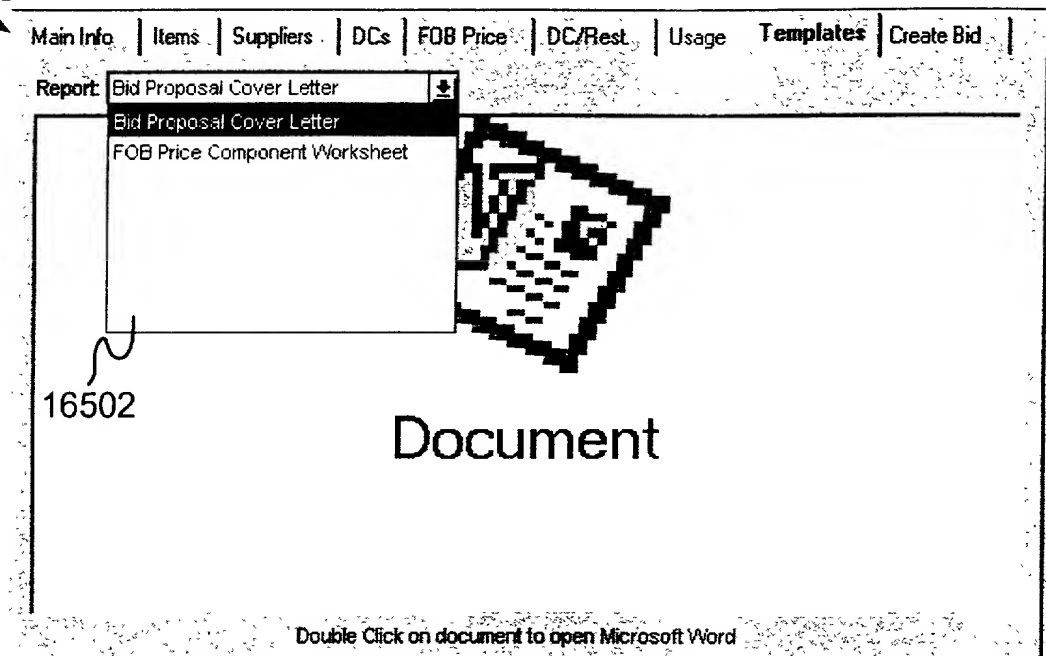 Main Info Items Suppliers DCs FOB Price DC/Rest. Usage Templates Create Bid
Report: Bid Proposal Cover Letter
Bid Proposal Cover Letter
FOB Price Component Worksheet
16502
Document
Double Click on document to open Microsoft Word